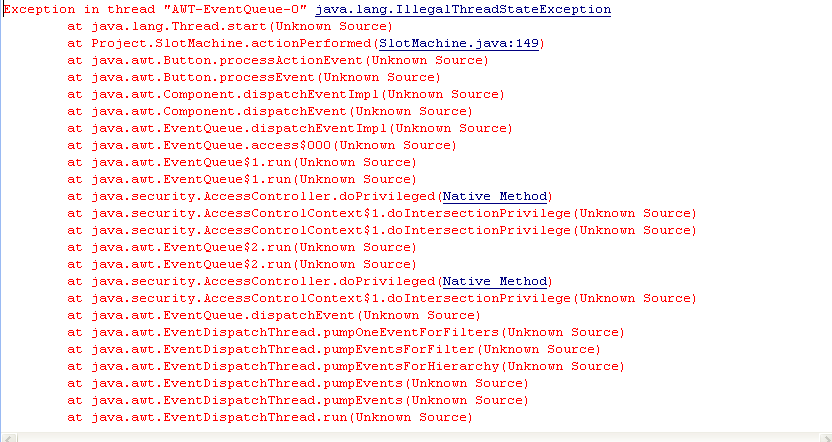 Exception in thread "AWT-EventQueue-0" java.lang.IllegalThreadStateException
at java.lang.Thread.start(Unknown Source)
at Project.SlotMachine.actionPerformed(SlotMachine.java:149)
at java.awt.Button.processActionEvent(Unknown Source)
at java.awt.Button.processEvent(Unknown Source)
at java.awt.Component.dispatchEventImpl(Unknown Source)
at java.awt.Component.dispatchEvent(Unknown Source)
at java.awt.EventQueue.dispatchEventImpl(Unknown Source)
at java.awt.EventQueue.access$000(Unknown Source)
at java.awt.EventQueue$1.run(Unknown Source)
at java.awt.EventQueue$1.run(Unknown Source)
at java.security.AccessController.doPrivileged(Native Method)
at java.security.AccessControlContext$1.doIntersectionPrivilege(Unknown Source)
at java.security.AccessControlContext$1.doIntersectionPrivilege(Unknown Source)
at java.awt.EventQueue$2.run(Unknown Source)
at java.awt.EventQueue$2.run(Unknown Source)
at java.security.AccessController.doPrivileged(Native Method)
at java.security.AccessControlContext$1.doIntersectionPrivilege(Unknown Source)
at java.awt.EventQueue.dispatchEvent(Unknown Source)
at java.awt.EventDispatchThread.pumpOneEventForFilters(Unknown Source)
at java.awt.EventDispatchThread.pumpEventsForFilter(Unknown Source)
at java.awt.EventDispatchThread.pumpEventsForHierarchy(Unknown Source)
at java.awt.EventDispatchThread.pumpEvents(Unknown Source)
at java.awt.EventDispatchThread.pumpEvents(Unknown Source)
at java.awt.EventDispatchThread.run(Unknown Source)